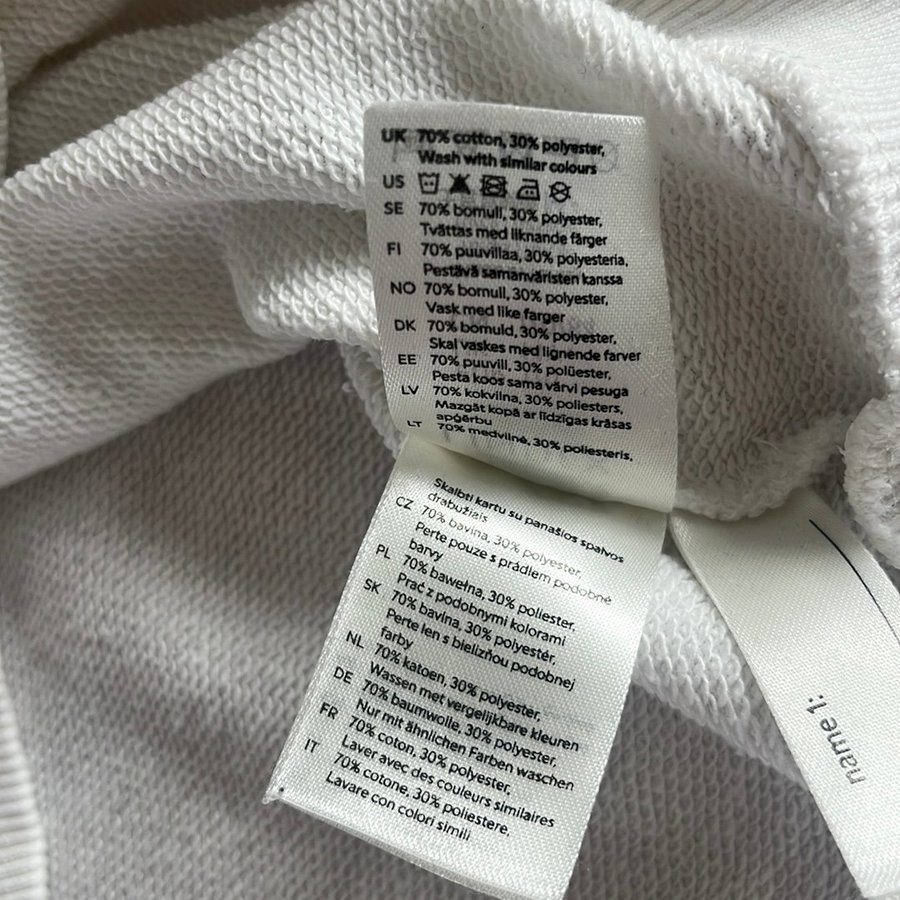 UK 70% cotton, 30% polyester,
Wash with similar colours
US
SE 70% bomull, 30% polyester,
Tvättas med liknande färger
FI 70% puuvillaa, 30% polyesteria,
Pestävä samanväristen kanssa
NO 70% bomull, 30% polyester,
Vask med like farger
DK 70% bomuld, 30% polyester,
Skal vaskes med lignende farver
EE 70% puuvill, 30% polüester,
Pesta koos sama värvi pesuga
LV 70% kokvilna, 30% poliesters,
Mazgāt kopā ar līdzīgas krāsas
apģērbu
LT 70% medvilnė, 30% poliesteris,
Skalbti kartu su panašios spalvos
drabužiais
CZ 70% bavlna, 30% polyester,
Perte pouze s prádlem podobné
barvy
PL 70% bawełna, 30% poliester,
Prać z podobnymi kolorami
SK 70% bavlna, 30% polyestér,
Perte len s bielizňou podobnej
farby
NL 70% katoen, 30% polyester,
Wassen met vergelijkbare kleuren
DE 70% baumwolle, 30% polyester,
Nur mit ähnlichen Farben waschen
FR 70% coton, 30% polyester,
Laver avec des couleurs similaires
IT 70% cotone, 30% poliestere,
Lavare con colori simili
name 1: